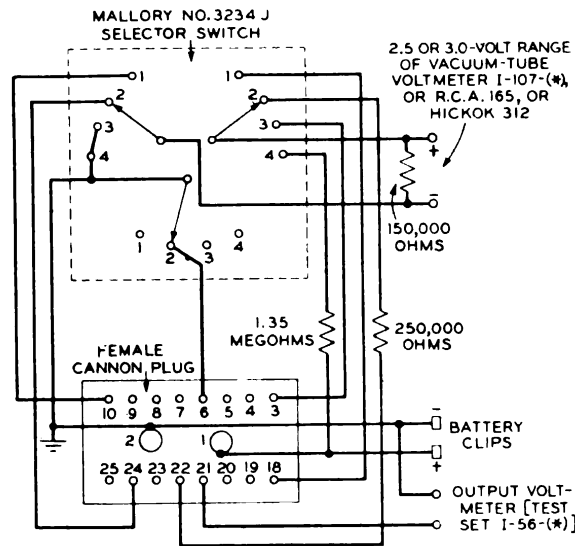 MALLORY NO.3234 J
SELECTOR SWITCH
2.5 OR 3.0-VOLT RANGE
OF VACUUM-TUBE
VOLTMETER I-107-(*),
OR R.C.A. 165, OR
HICKOK 312
1
1
2
2
3
3
4
4
+
-
150,000
OHMS
1
2
3
4
1.35
MEGOHMS
250,000
OHMS
FEMALE
CANNON PLUG
10 9 8 7 6 5 4 3
2
1
-
BATTERY
CLIPS
+
25 24 23 22 21 20 19 18
OUTPUT VOLT-
METER [TEST
SET I-56-(*)]